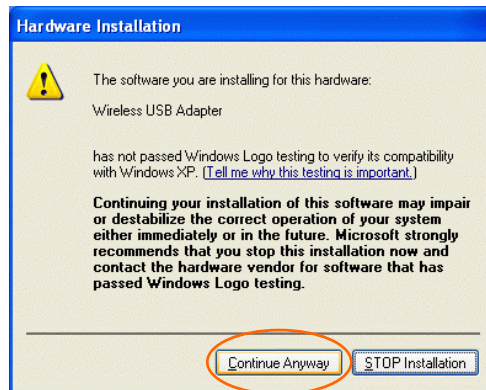 Hardware Installation
The software you are installing for this hardware:
Wireless USB Adapter
has not passed Windows Logo testing to verify its compatibility
with Windows XP. (Tell me why this testing is important.)
Continuing your installation of this software may impair
or destabilize the correct operation of your system
either immediately or in the future. Microsoft strongly
recommends that you stop this installation now and
contact the hardware vendor for software that has
passed Windows Logo testing.
Continue Anyway STOP Installation